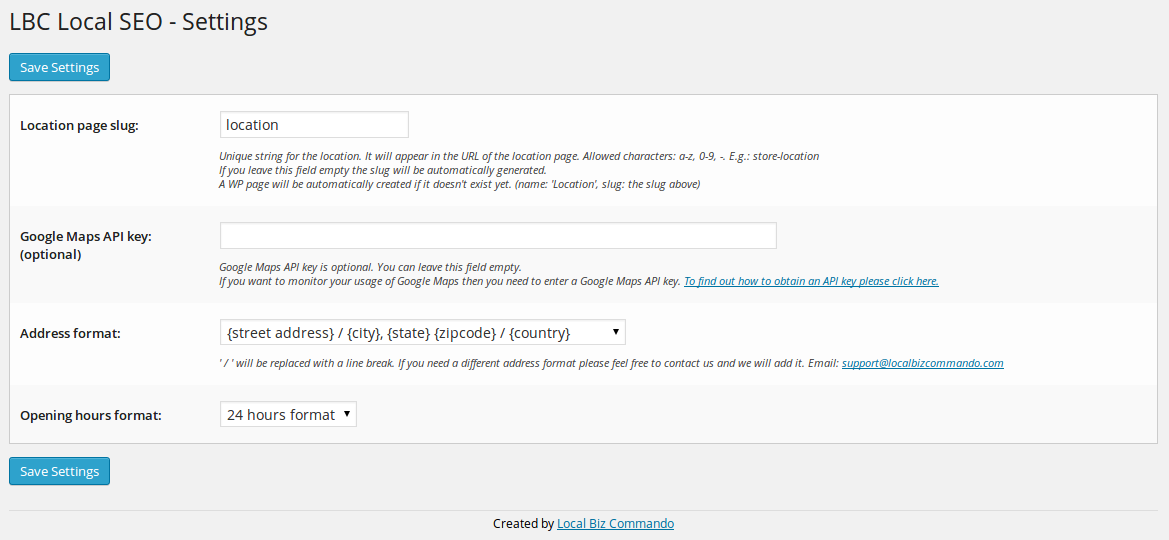 LBC Local SEO - Settings
Save Settings
Location page slug:
location
Unique string for the location. It will appear in the URL of the location page. Allowed characters: a-z, 0-9, -. E.g.: store-location
If you leave this field empty the slug will be automatically generated.
A WP page will be automatically created if it doesn't exist yet. (name: 'Location', slug: the slug above)
Google Maps API key:
(optional)
Google Maps API key is optional. You can leave this field empty.
If you want to monitor your usage of Google Maps then you need to enter a Google Maps API key. To find out how to obtain an API key please click here.
Address format:
{street address} / {city}, {state} {zipcode} / {country}
' / ' will be replaced with a line break. If you need a different address format please feel free to contact us and we will add it. Email: support@localbizcommando.com
Opening hours format:
24 hours format
Save Settings
Created by Local Biz Commando